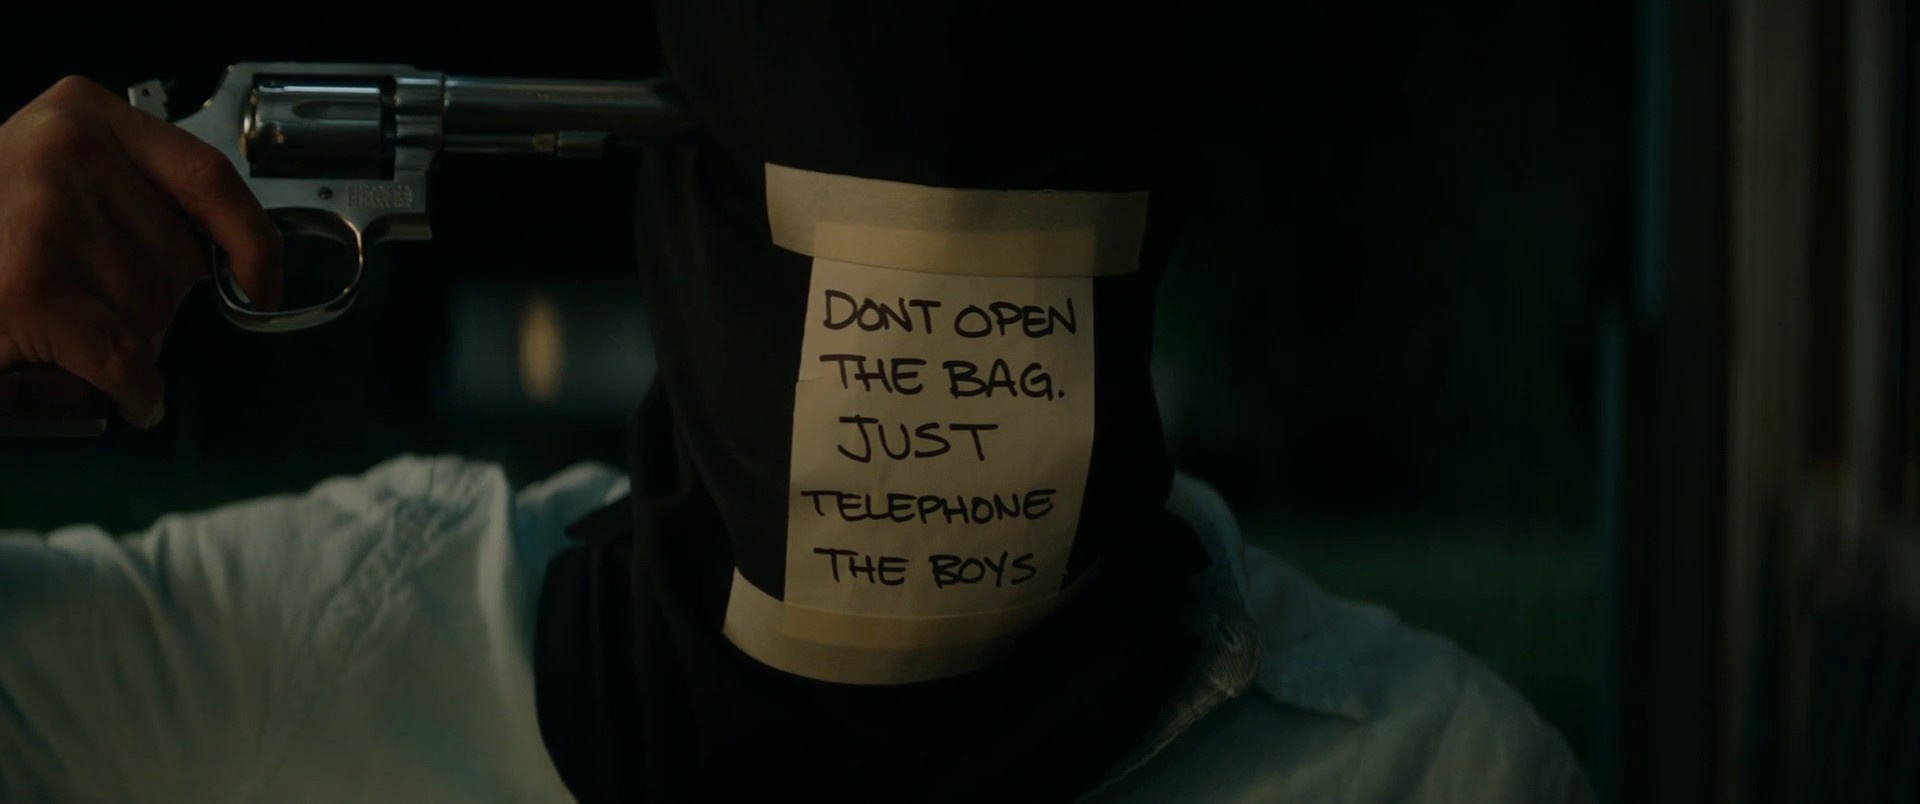 DONT OPEN
THE BAG.
JUST
TELEPHONE
THE BOYS